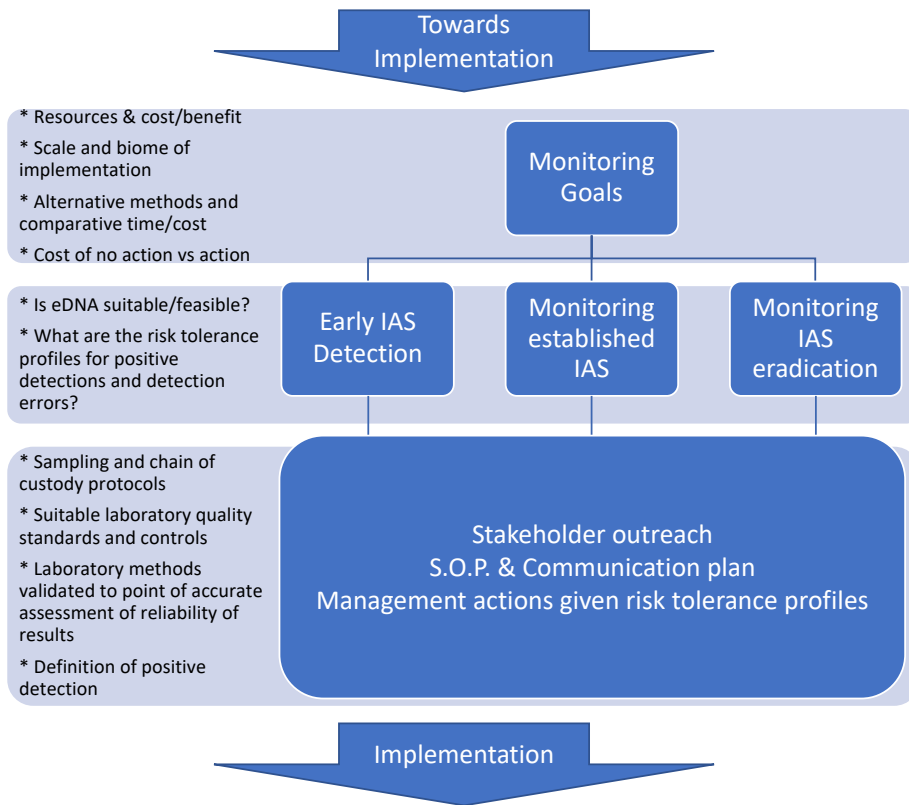 Towards
Implementation
* Resources & cost/benefit
* Scale and biome of
implementation
* Alternative methods and
comparative time/cost
* Cost of no action vs action
Monitoring
Goals
* Is eDNA suitable/feasible?
* What are the risk tolerance
profiles for positive
detections and detection
errors?
Early IAS
Detection
Monitoring
established
IAS
Monitoring
IAS
eradication
* Sampling and chain of
custody protocols
* Suitable laboratory quality
standards and controls
* Laboratory methods
validated to point of accurate
assessment of reliability of
results
* Definition of positive
detection
Stakeholder outreach
S.O.P. & Communication plan
Management actions given risk tolerance profiles
Implementation